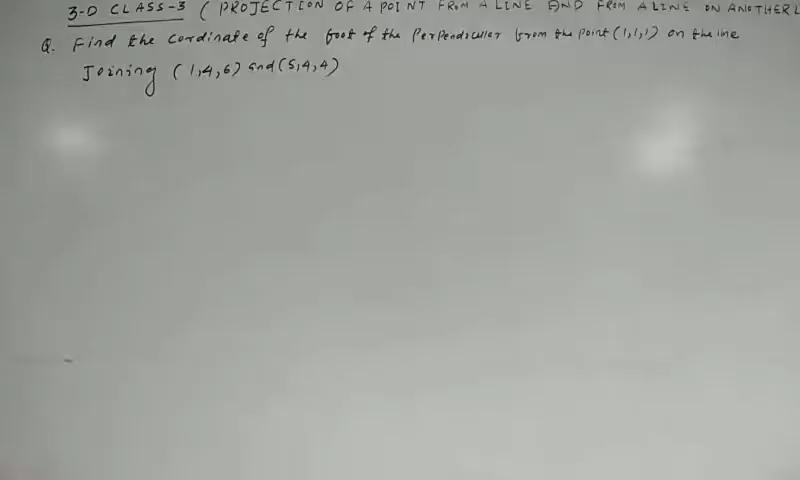 3-D CLASS-3 ( PROJECTION OF A POINT FROM A LINE AND FROM A LINE ON ANOTHER L
Q. Find the cordinate of the foot of the Perpendicular from the point (1,1,1) on the line
Joining (1,4,6) and (5,4,4)